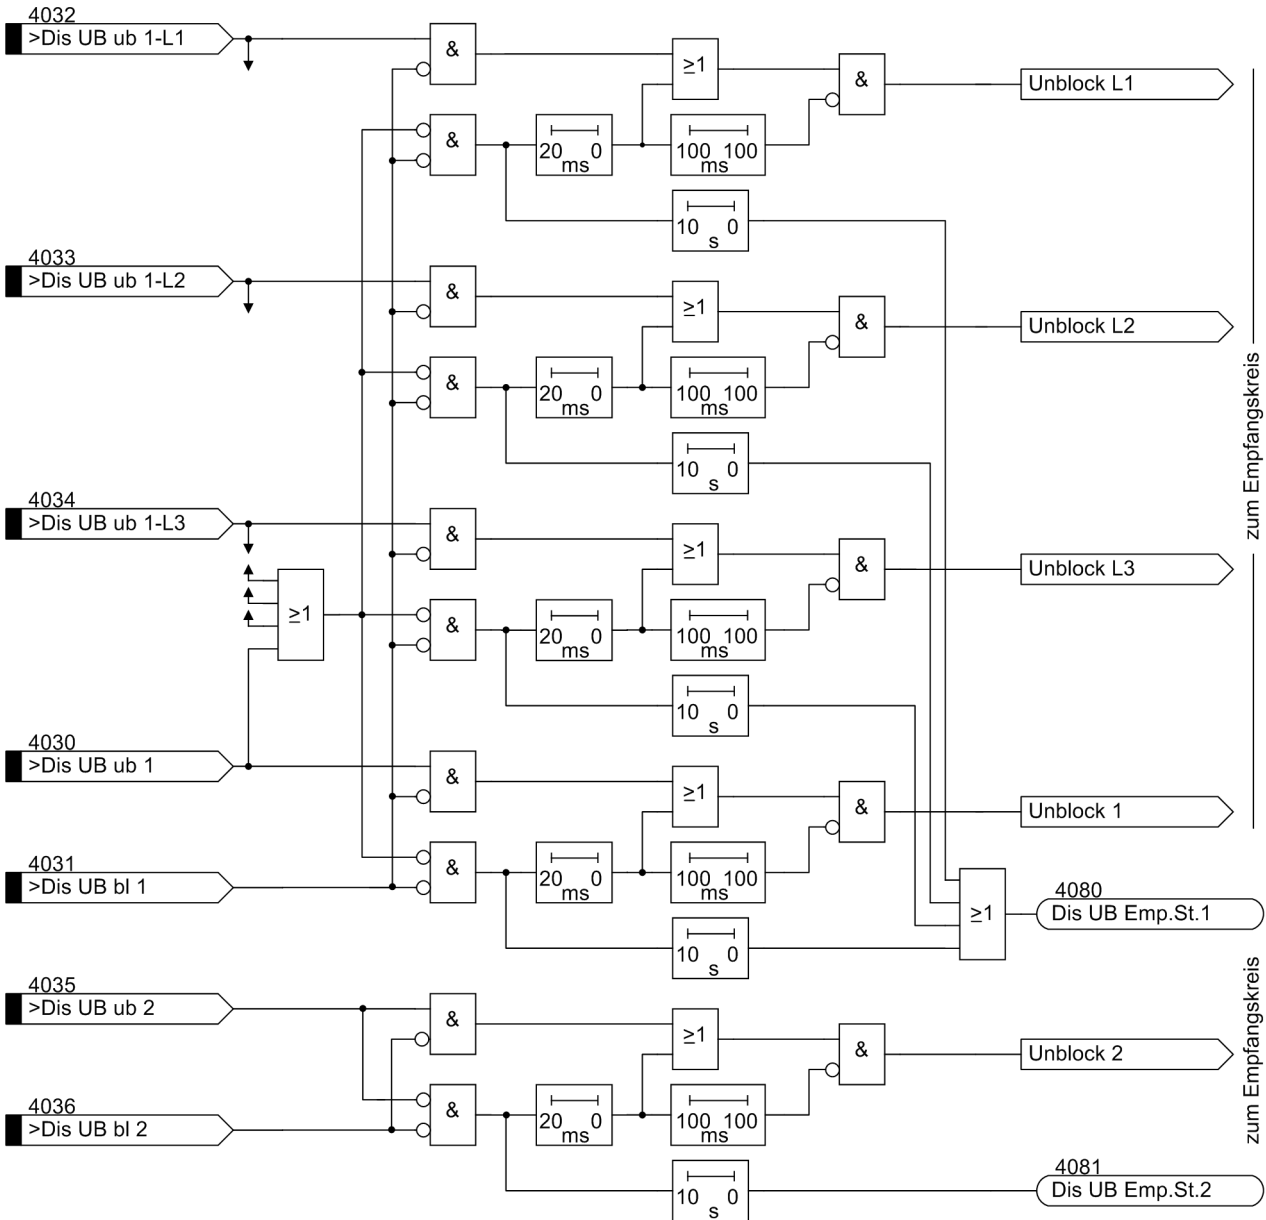 4032
>Dis UB ub 1-L1
&
≥1
&
Unblock L1
&
20 0
ms
100 100
ms
10 0
s
4033
>Dis UB ub 1-L2
&
≥1
&
Unblock L2
&
20 0
ms
100 100
ms
10 0
s
zum Empfangskreis
4034
>Dis UB ub 1-L3
&
≥1
&
Unblock L3
≥1
&
20 0
ms
100 100
ms
10 0
s
4030
>Dis UB ub 1
&
≥1
&
Unblock 1
4031
>Dis UB bl 1
&
20 0
ms
100 100
ms
10 0
s
≥1
4080
Dis UB Emp.St.1
4035
>Dis UB ub 2
&
≥1
&
Unblock 2
zum Empfangskreis
4036
>Dis UB bl 2
&
20 0
ms
100 100
ms
10 0
s
4081
Dis UB Emp.St.2